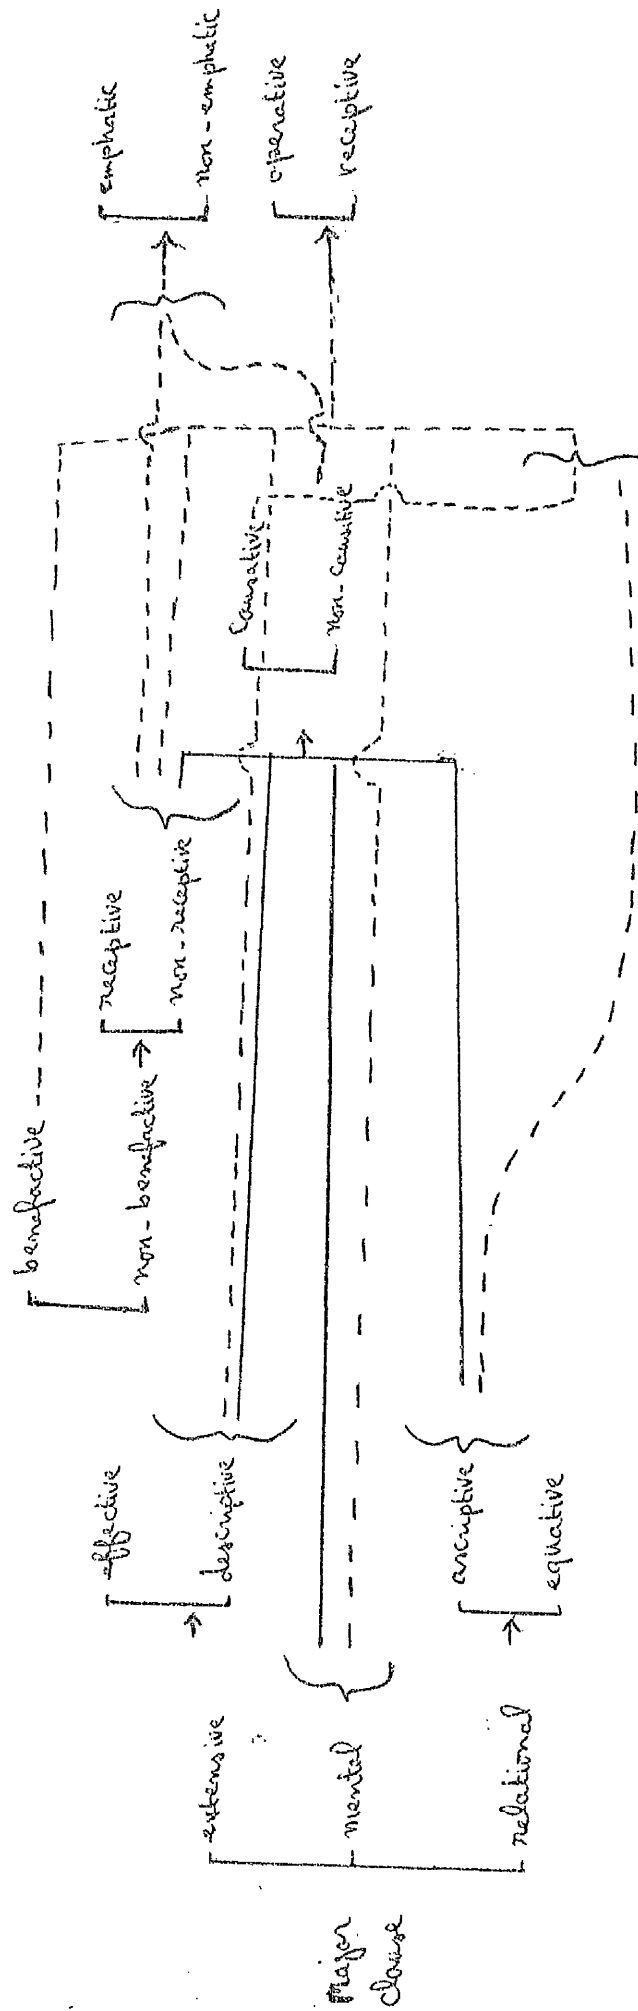 Major
clause
extensive
mental
relational
effective
descriptive
ascriptive
equative
benefactive
non-benefactive
receptive
non-receptive
causative
non-causitive
emphatic
non-emphatic
operative
receptive